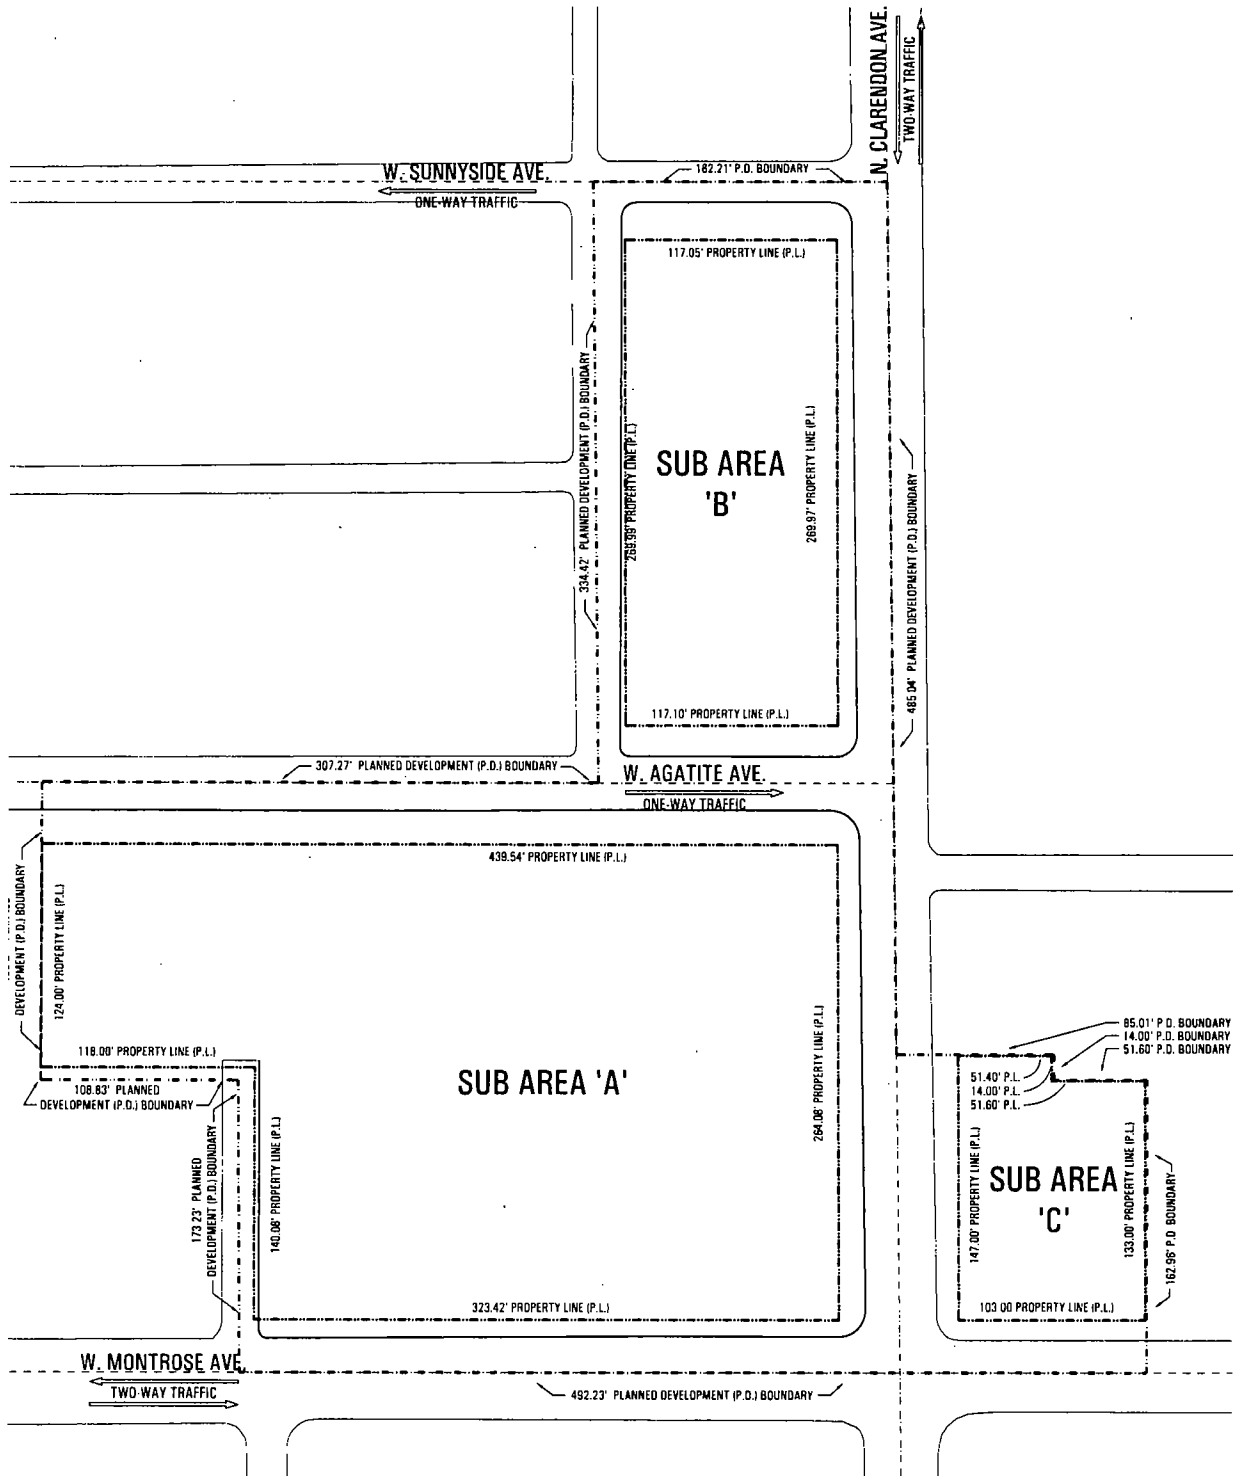 N. CLARENDON AVE.
TWO-WAY TRAFFIC
W. SUNNYSIDE AVE.
ONE-WAY TRAFFIC
182.21' P.D. BOUNDARY
117.05' PROPERTY LINE (P.L.)
334.42' PLANNED DEVELOPMENT (P.D.) BOUNDARY
269.99' PROPERTY LINE (P.L.)
SUB AREA
'B'
269.97' PROPERTY LINE (P.L.)
485.04' PLANNED DEVELOPMENT (P.D.) BOUNDARY
117.10' PROPERTY LINE (P.L.)
307.27' PLANNED DEVELOPMENT (P.D.) BOUNDARY
W. AGATITE AVE.
ONE-WAY TRAFFIC
439.54' PROPERTY LINE (P.L.)
DEVELOPMENT (P.D.) BOUNDARY
124.00' PROPERTY LINE (P.L.)
118.00' PROPERTY LINE (P.L.)
108.83' PLANNED
DEVELOPMENT (P.D.) BOUNDARY
SUB AREA 'A'
264.08' PROPERTY LINE (P.L.)
85.01' P.D. BOUNDARY
14.00' P.D. BOUNDARY
51.60' P.D. BOUNDARY
51.40' P.L.
14.00' P.L.
51.60' P.L.
173.23' PLANNED
DEVELOPMENT (P.D.) BOUNDARY
140.08' PROPERTY LINE (P.L.)
147.00' PROPERTY LINE (P.L.)
SUB AREA
'C'
133.00' PROPERTY LINE (P.L.)
162.96' P.D. BOUNDARY
323.42' PROPERTY LINE (P.L.)
103.00 PROPERTY LINE (P.L.)
W. MONTROSE AVE.
TWO-WAY TRAFFIC
492.23' PLANNED DEVELOPMENT (P.D.) BOUNDARY